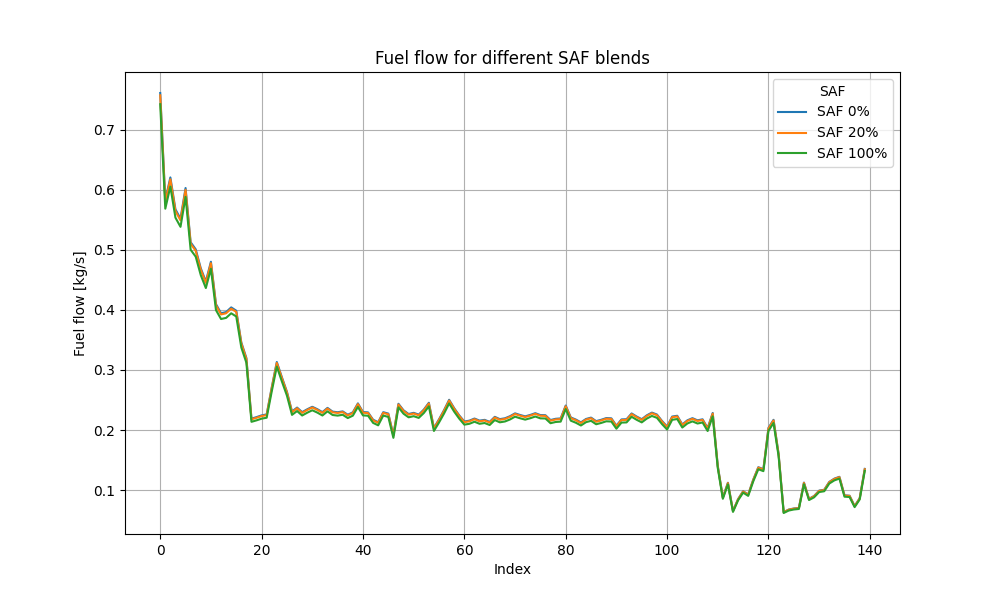 Fuel flow for different SAF blends
SAF
SAF 0%
SAF 20%
SAF 100%
Fuel flow [kg/s]
0.7
0.6
0.5
0.4
0.3
0.2
0.1
0 20 40 60 80 100 120 140
Index